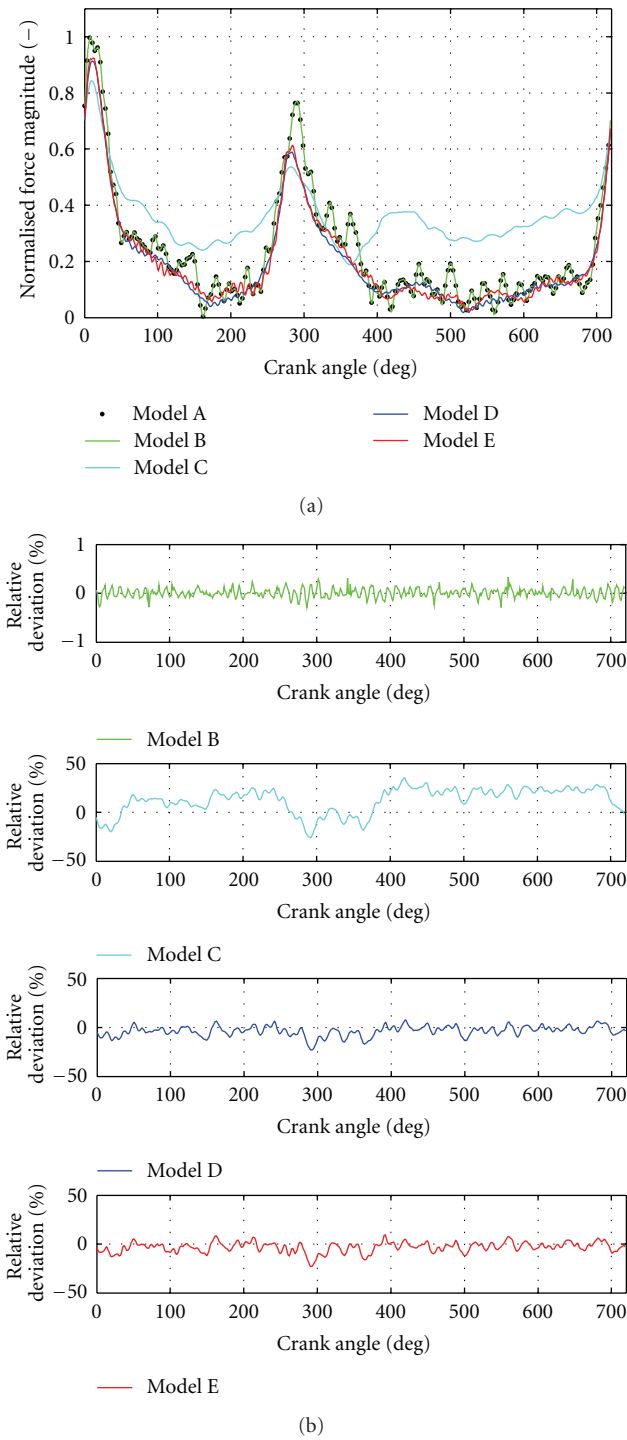 Normalised force magnitude (−)
1
0.8
0.6
0.4
0.2
0
0 100 200 300 400 500 600 700
Crank angle (deg)
Model A
Model B
Model C
Model D
Model E
(a)
Relative deviation (%)
1
0
−1
0 100 200 300 400 500 600 700
Crank angle (deg)
Model B
Relative deviation (%)
50
0
−50
0 100 200 300 400 500 600 700
Crank angle (deg)
Model C
Relative deviation (%)
50
0
−50
0 100 200 300 400 500 600 700
Crank angle (deg)
Model D
Relative deviation (%)
50
0
−50
0 100 200 300 400 500 600 700
Crank angle (deg)
Model E
(b)